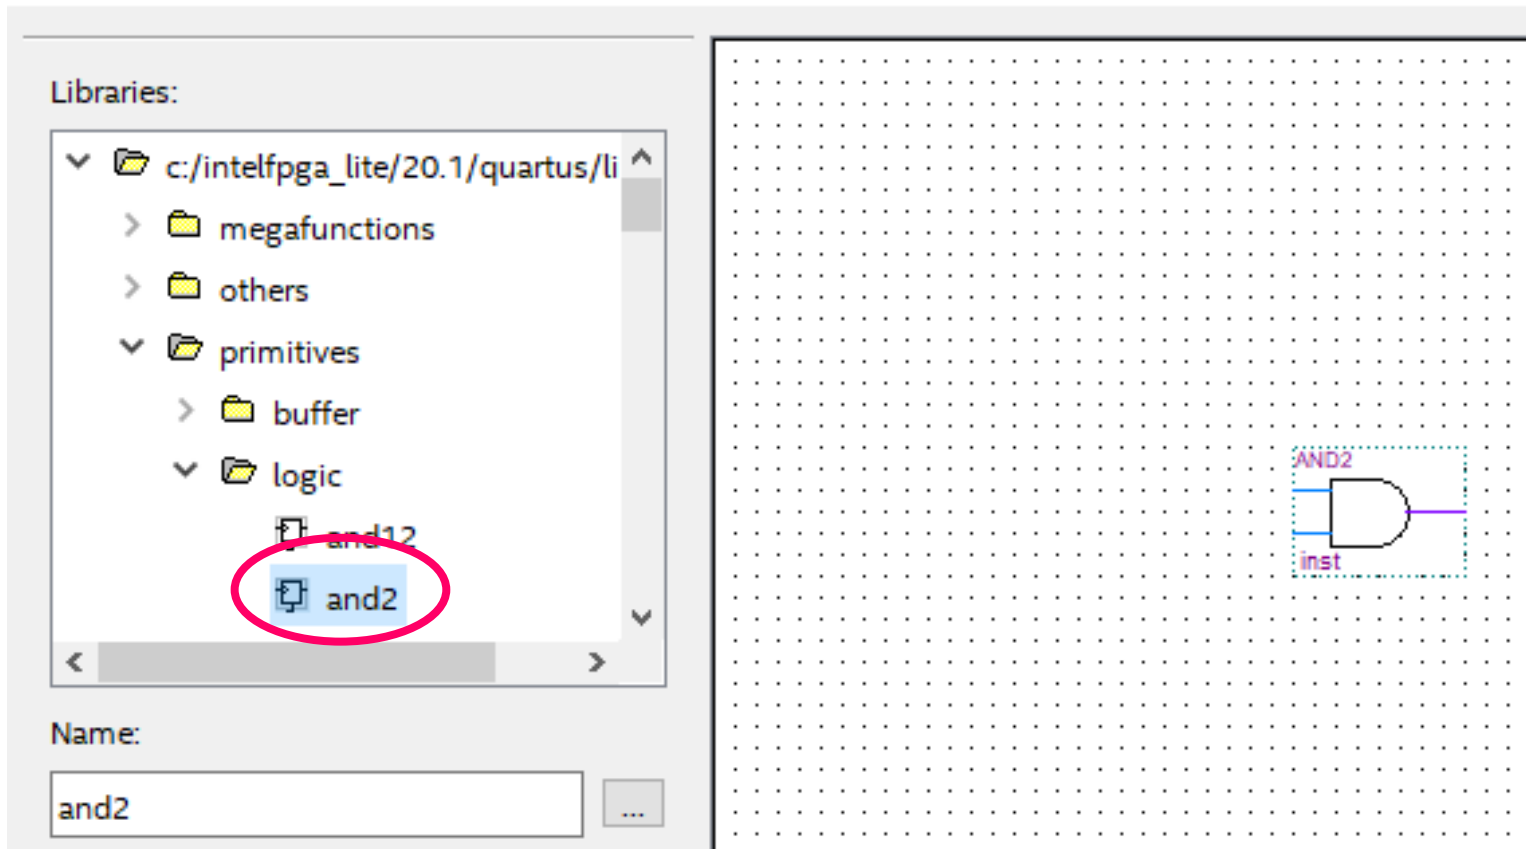 Libraries:
c:/intelfpga_lite/20.1/quartus/li
megafunctions
others
primitives
buffer
logic
and12
and2
Name:
and2
...
AND2
inst